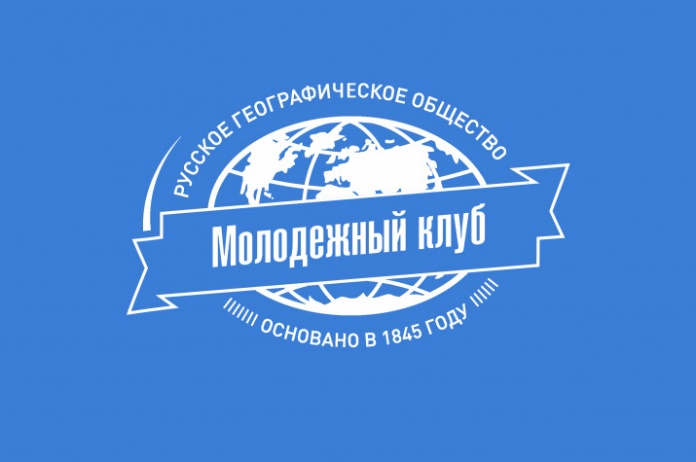 РУССКОЕ ГЕОГРАФИЧЕСКОЕ ОБЩЕСТВО
Молодежный клуб
ОСНОВАНО В 1845 ГОДУ